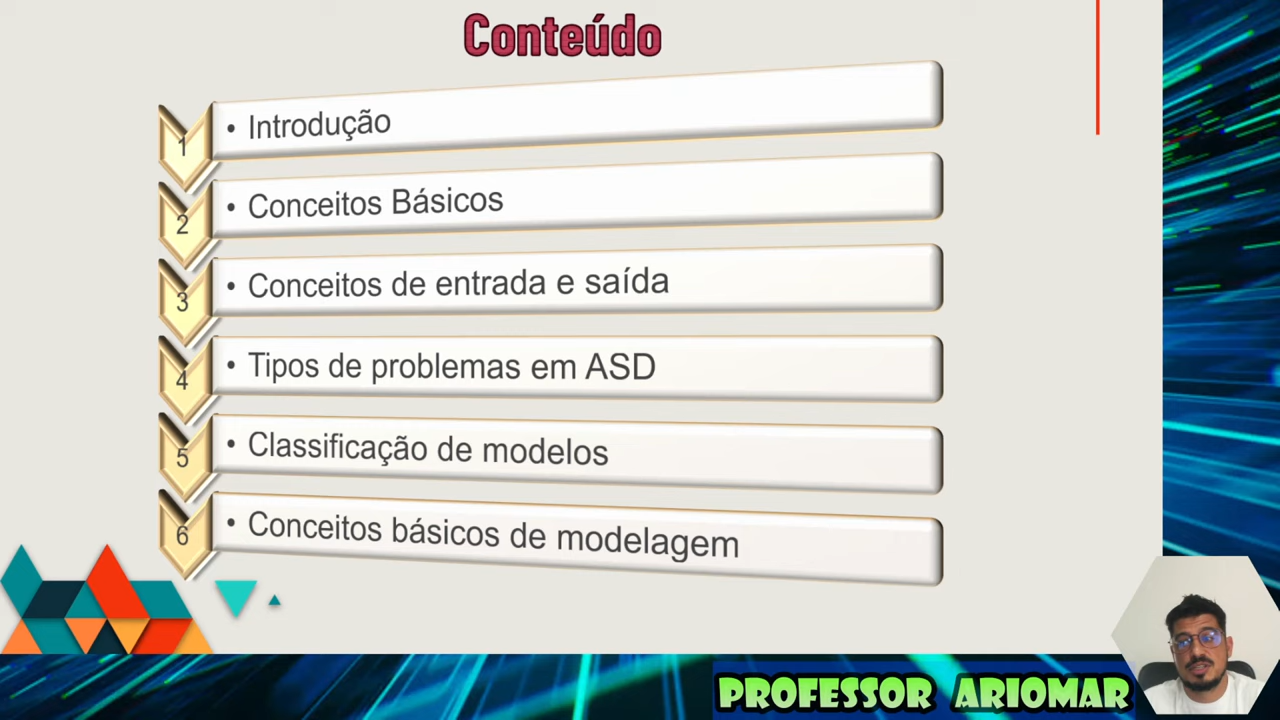 Conteúdo
1
• Introdução
2
• Conceitos Básicos
3
• Conceitos de entrada e saída
4
• Tipos de problemas em ASD
5
• Classificação de modelos
6
• Conceitos básicos de modelagem
PROFESSOR ARIOMAR